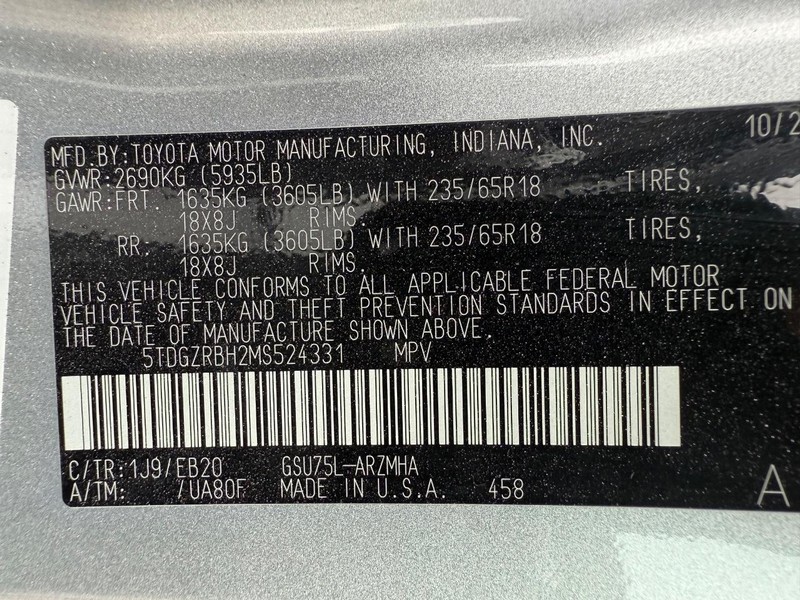 MFD.BY:TOYOTA MOTOR MANUFACTURING, INDIANA, INC. 10/2
GVWR:2690KG (5935LB)
GAWR:FRT. 1635KG (3605LB) WITH 235/65R18 TIRES,
18X8J RIMS
RR. 1635KG (3605LB) WITH 235/65R18 TIRES,
18X8J RIMS.
THIS VEHICLE CONFORMS TO ALL APPLICABLE FEDERAL MOTOR
VEHICLE SAFETY AND THEFT PREVENTION STANDARDS IN EFFECT ON
THE DATE OF MANUFACTURE SHOWN ABOVE.
5TDGZRBH2MS524331 MPV
C/TR:1J9/EB20 GSU75L-ARZMHA
A/TM: /UA80F MADE IN U.S.A. 458 A